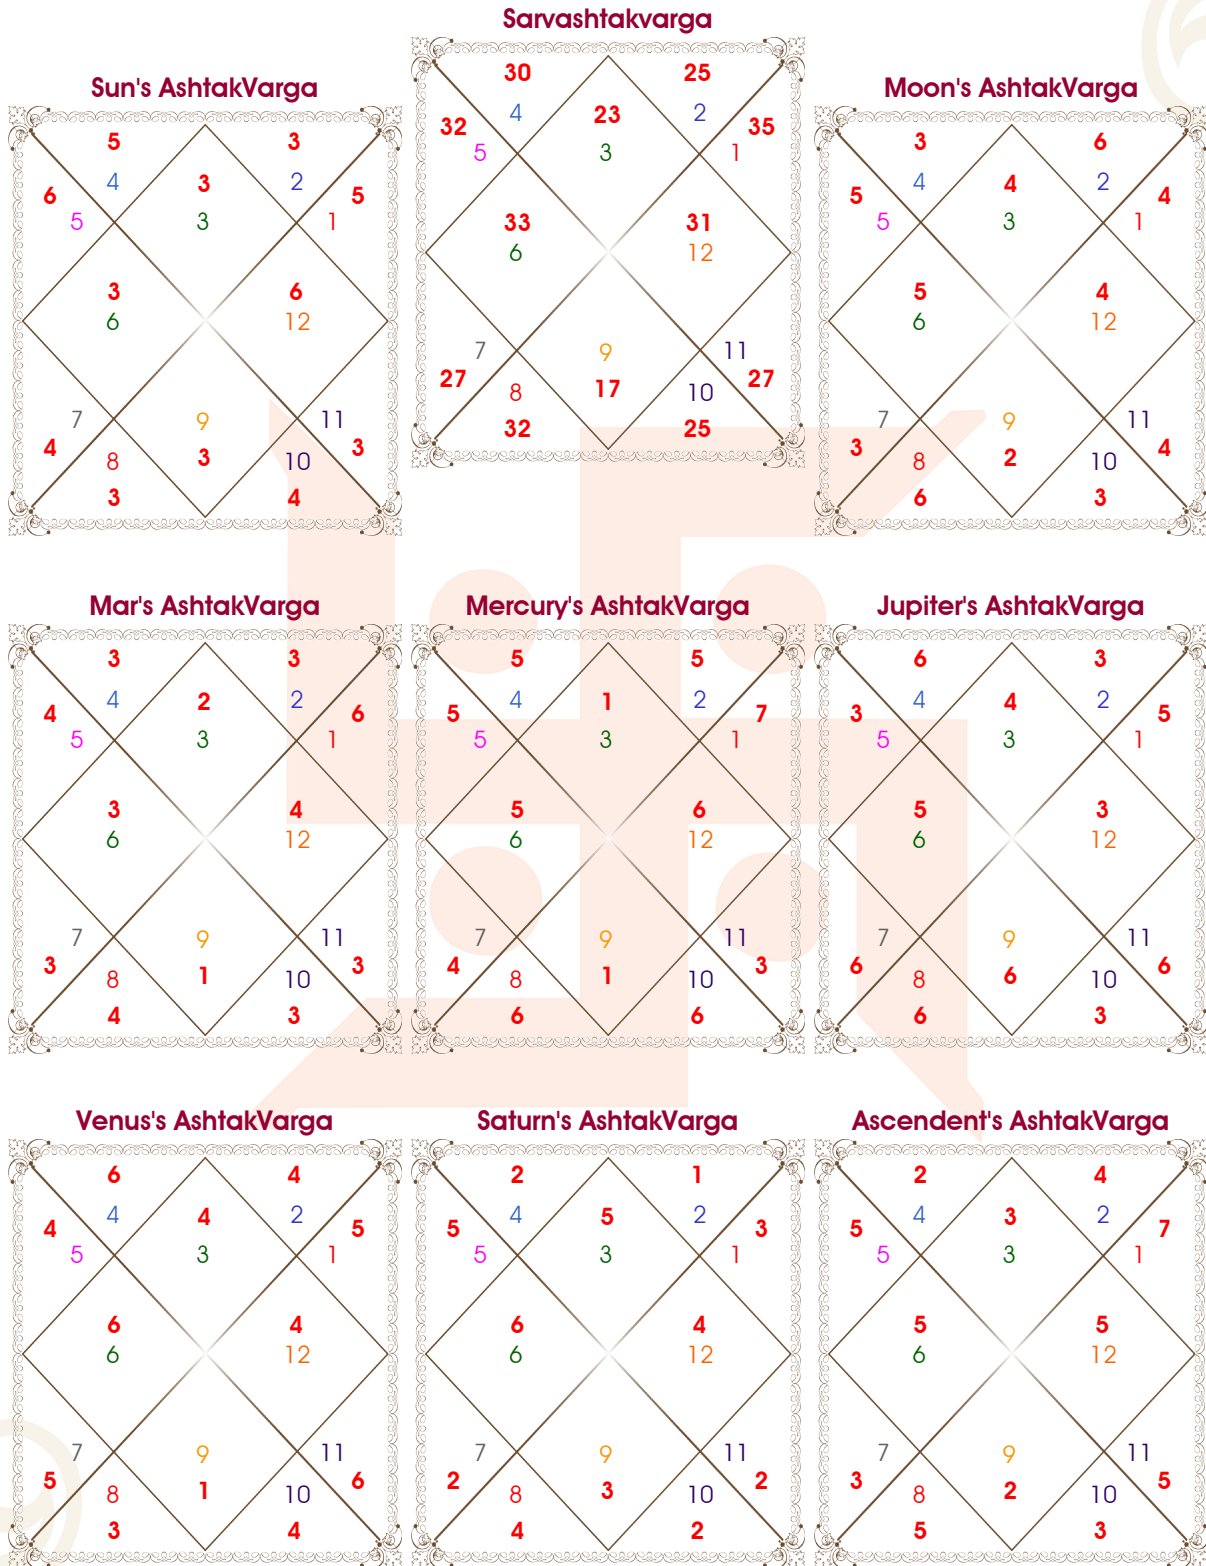 Sarvashtakvarga
30 25
4 23 2
32 35
5 3 1
33 31
6 12
7 9 11
27 17 27
8 10
32 25
Sun's AshtakVarga
5 3
4 3 2
6 5
5 3 1
3 6
6 12
7 9 11
4 3 3
8 10
3 4
Moon's AshtakVarga
3 6
4 4 2
5 4
5 3 1
5 4
6 12
7 9 11
3 2 4
8 10
6 3
Mar's AshtakVarga
3 3
4 2 2
4 6
5 3 1
3 4
6 12
7 9 11
3 1 3
8 10
4 3
Mercury's AshtakVarga
5 5
4 1 2
5 7
5 3 1
5 6
6 12
7 9 11
4 1 3
8 10
6 6
Jupiter's AshtakVarga
6 3
4 4 2
3 5
5 3 1
5 3
6 12
7 9 11
6 6 6
8 10
6 3
Venus's AshtakVarga
6 4
4 4 2
4 5
5 3 1
6 4
6 12
7 9 11
5 1 6
8 10
3 4
Saturn's AshtakVarga
2 1
4 5 2
5 3
5 3 1
6 4
6 12
7 9 11
2 3 2
8 10
4 2
Ascendent's AshtakVarga
2 4
4 3 2
5 7
5 3 1
5 5
6 12
7 9 11
3 2 5
8 10
5 3